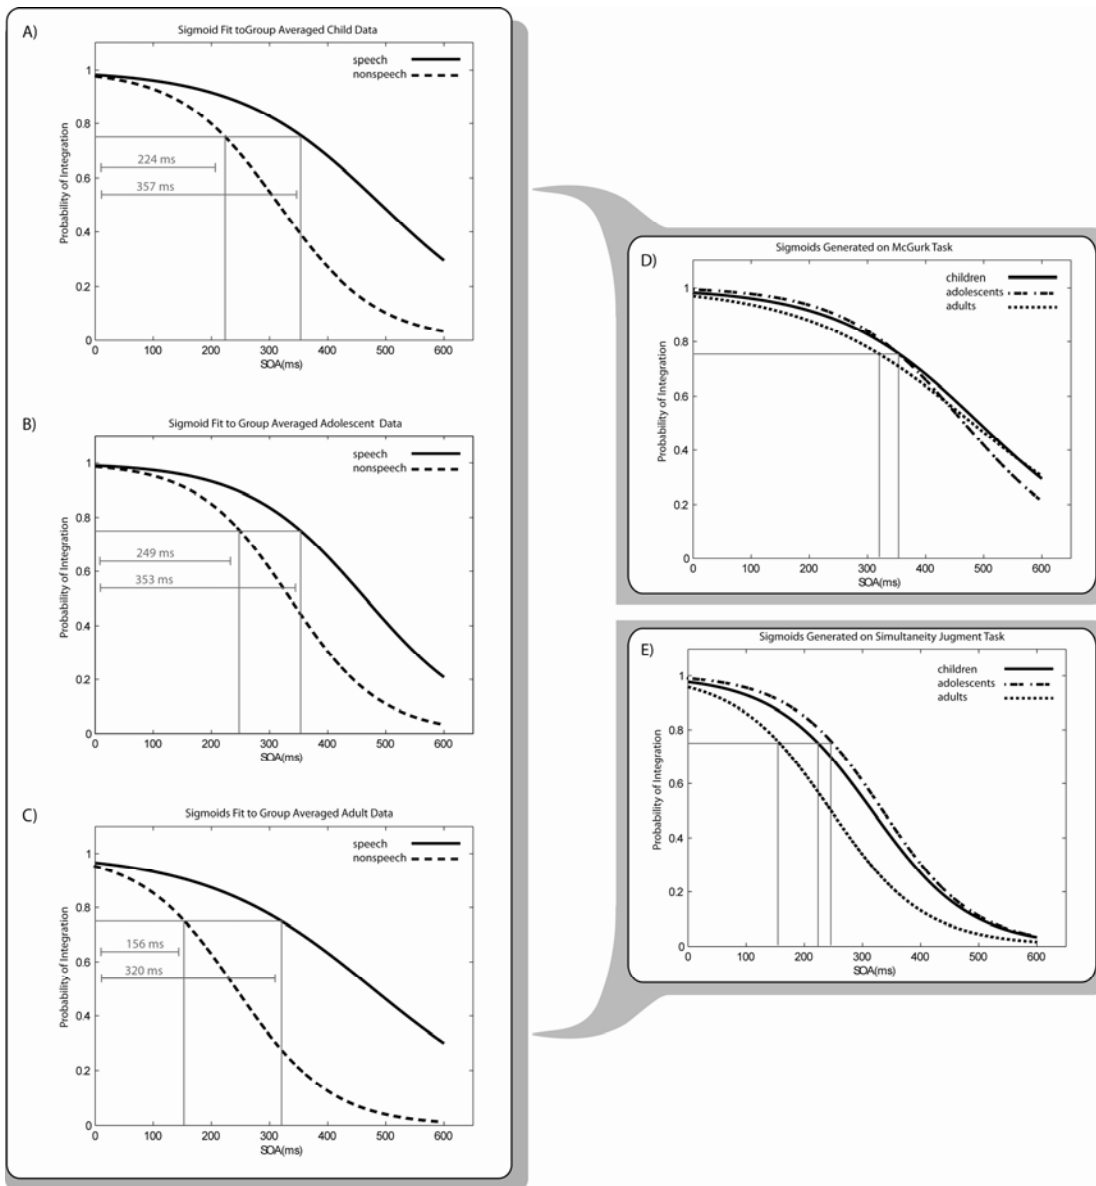 A)
Sigmoid Fit toGroup Averaged Child Data
speech
nonspeech
1
0.8
0.6
0.4
0.2
0
Probability of Integration
224 ms
357 ms
0 100 200 300 400 500 600
SOA(ms)
B)
Sigmoid Fit to Group Averaged Adolescent Data
speech
nonspeech
1
0.8
0.6
0.4
0.2
0
Probability of Integration
249 ms
353 ms
0 100 200 300 400 500 600
SOA(ms)
C)
Sigmoids Fit to Group Averaged Adult Data
speech
nonspeech
1
0.8
0.6
0.4
0.2
0
Probability of Integration
156 ms
320 ms
0 100 200 300 400 500 600
SOA(ms)
D)
Sigmoids Generated on McGurk Task
children
adolescents
adults
1
0.8
0.6
0.4
0.2
0
Probability of Integration
0 100 200 300 400 500 600
SOA(ms)
E)
Sigmoids Generated on Simultaneity Jugment Task
children
adolescents
adults
1
0.8
0.6
0.4
0.2
0
Probability of Integration
0 100 200 300 400 500 600
SOA(ms)